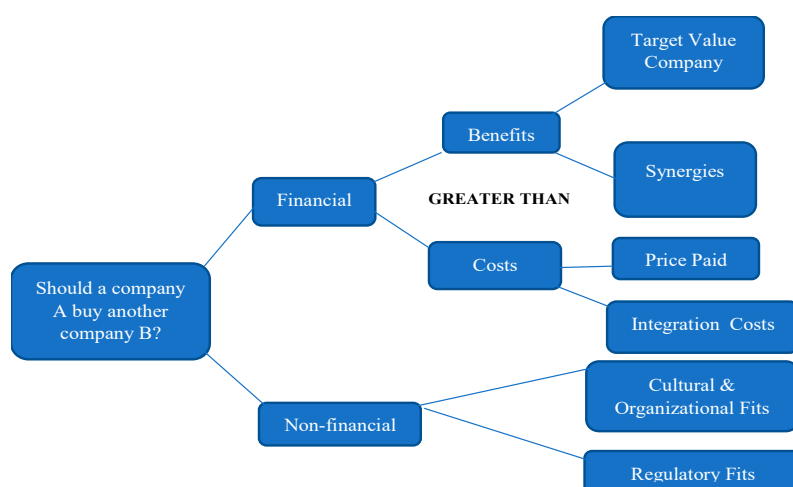 Target Value
Company
Benefits
Synergies
Financial
GREATER THAN
Costs
Price Paid
Should a company
A buy another
company B?
Integration Costs
Cultural &
Organizational Fits
Non-financial
Regulatory Fits